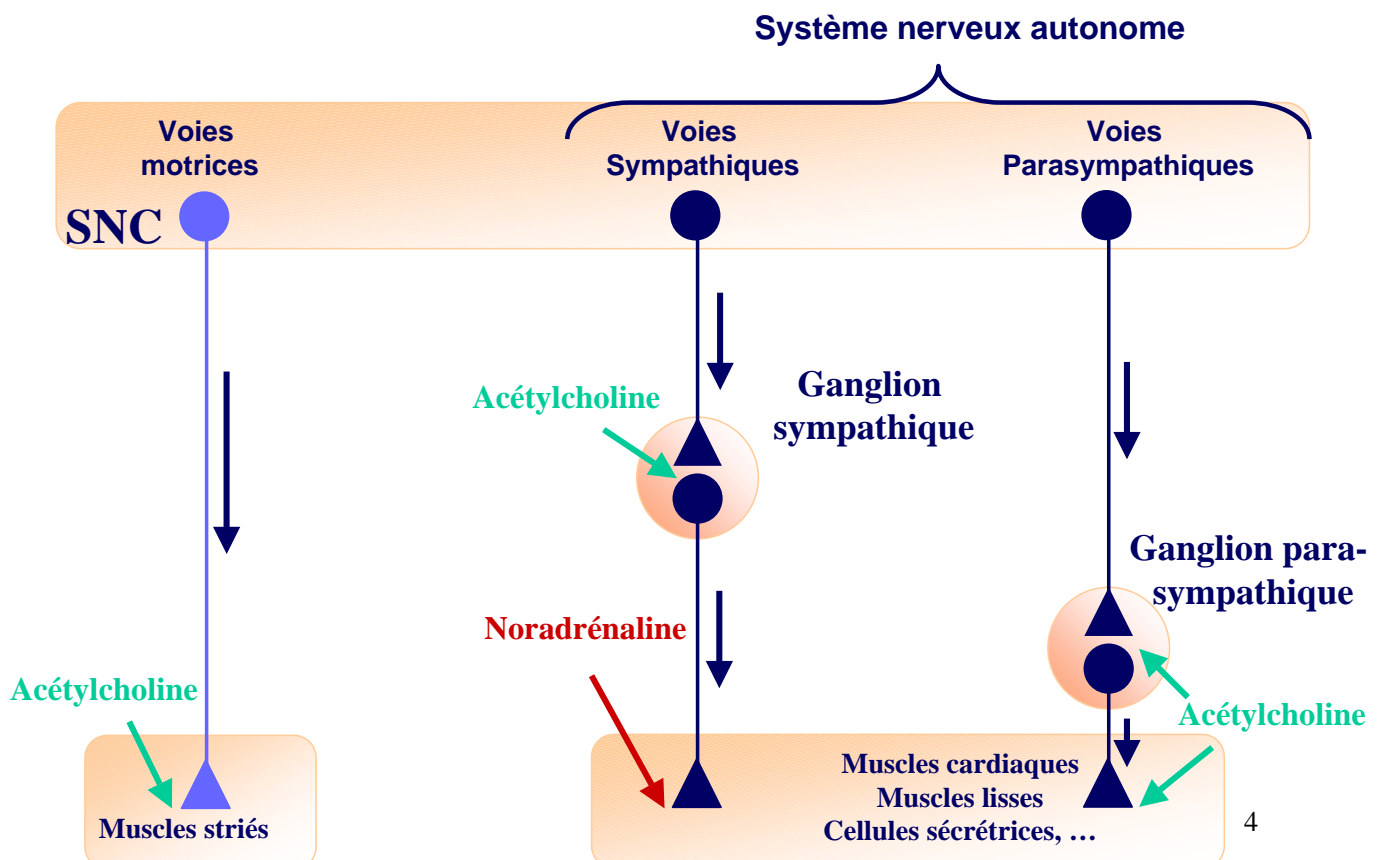 Système nerveux autonome
Voies
motrices
Voies
Sympathiques
Voies
Parasympathiques
SNC
Acétylcholine
Ganglion
sympathique
Ganglion para-
sympathique
Noradrénaline
Acétylcholine
Acétylcholine
Muscles striés
Muscles cardiaques
Muscles lisses
Cellules sécrétrices, …
4